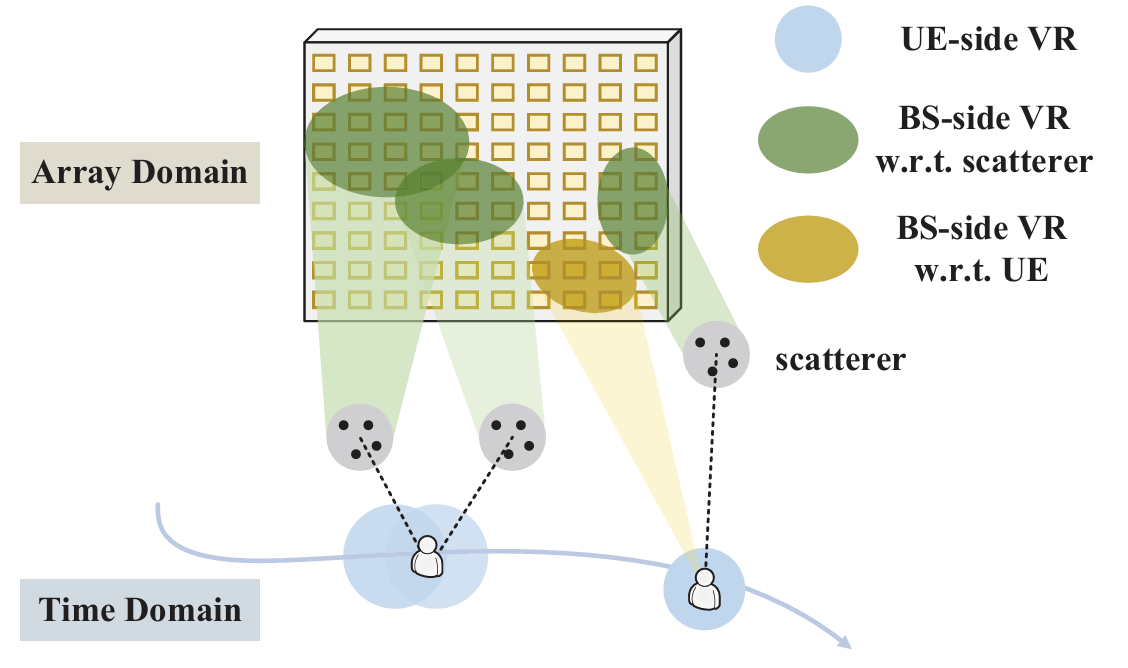 UE-side VR
BS-side VR
w.r.t. scatterer
Array Domain
BS-side VR
w.r.t. UE
scatterer
Time Domain